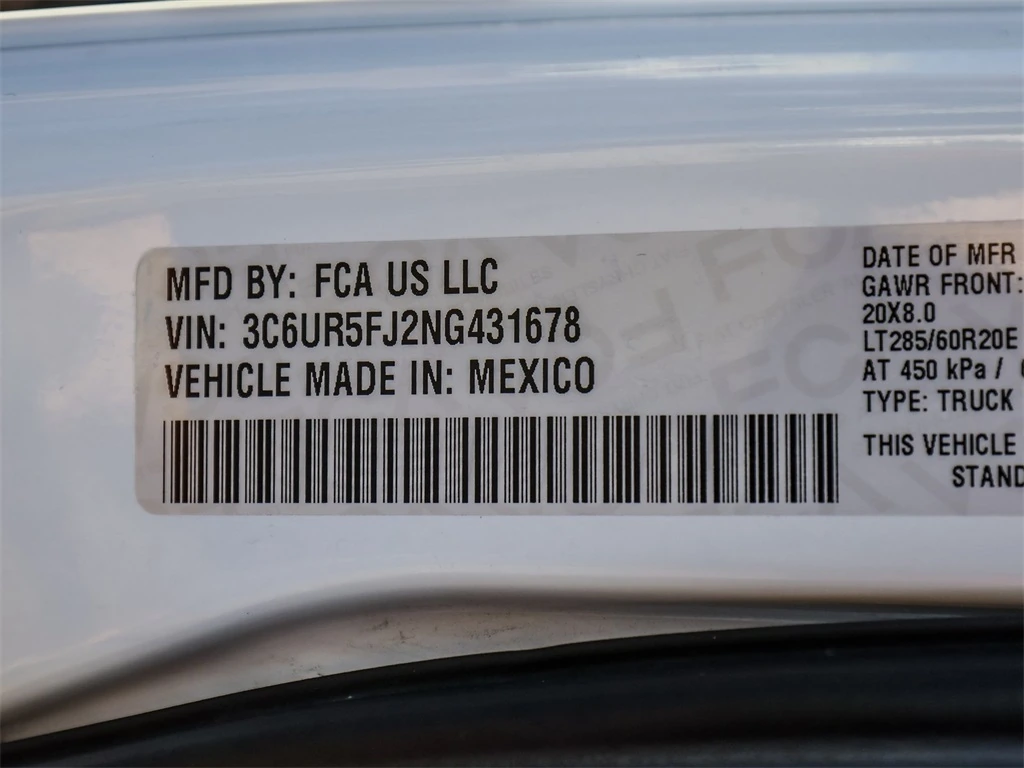 MFD BY: FCA US LLC
VIN: 3C6UR5FJ2NG431678
VEHICLE MADE IN: MEXICO
DATE OF MFR
GAWR FRONT:
20X8.0
LT285/60R20E
AT 450 kPa /
TYPE: TRUCK
THIS VEHICLE
STAND